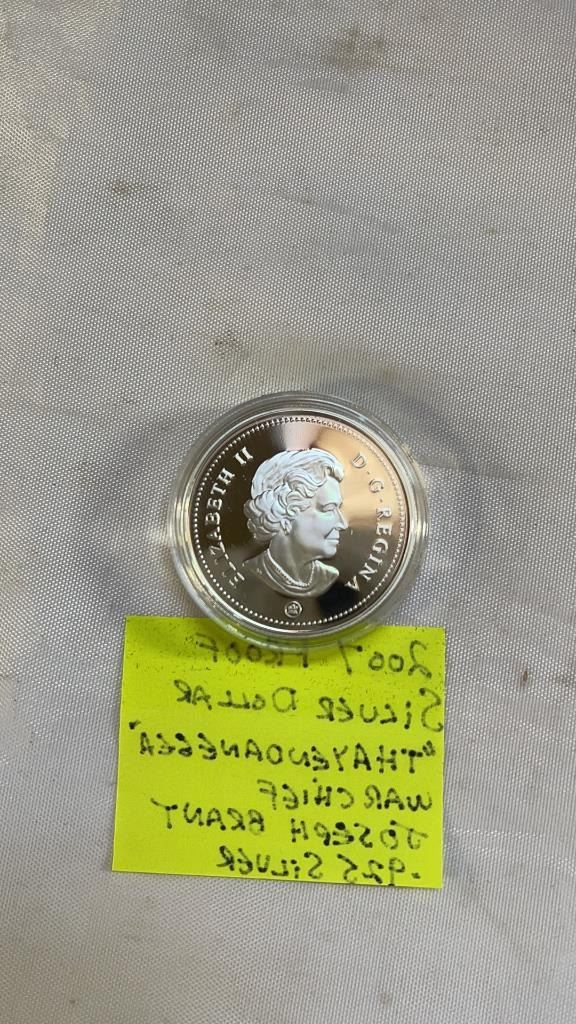 ELIZABETH II
D·G·REGINA
2007 PROOF
SILVER DOLLAR
"THAYENDANEGEA"
WAR CHIEF
JOSEPH BRANT
.925 SILVER